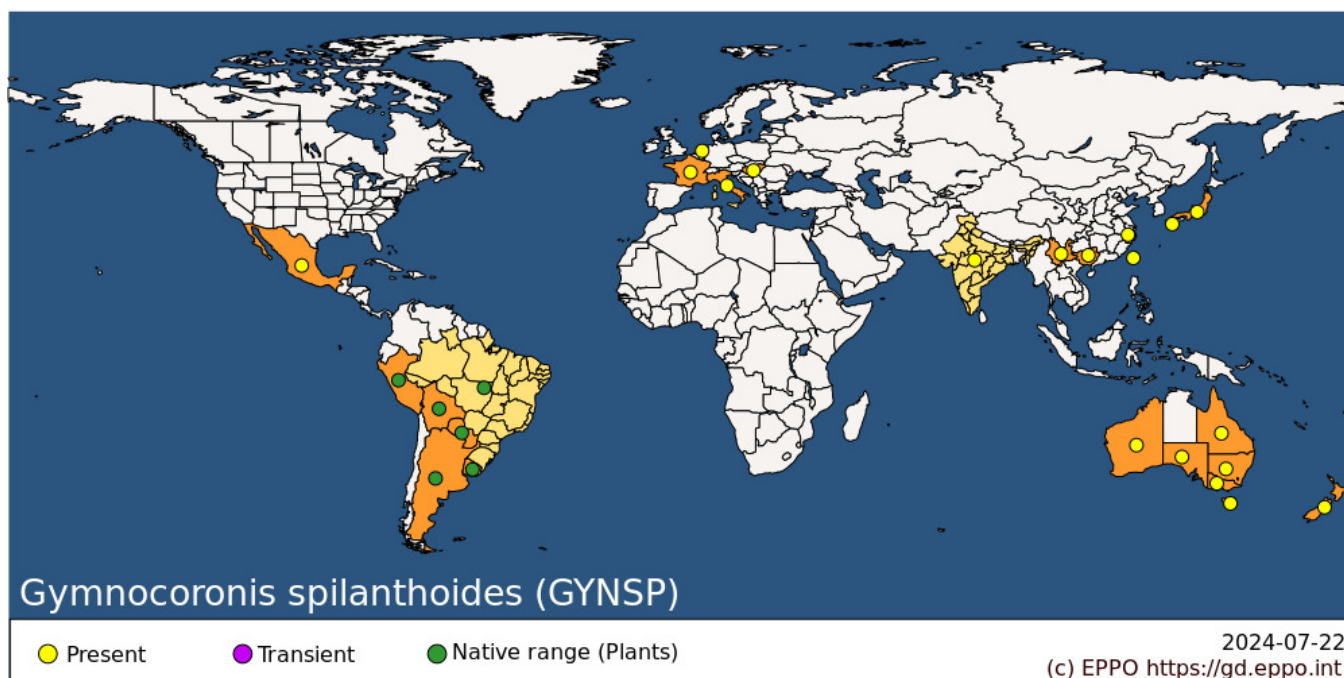 Gymnocoronis spilanthoides (GYNSP)
Present
Transient
Native range (Plants)
2024-07-22
(c) EPPO https://gd.eppo.int